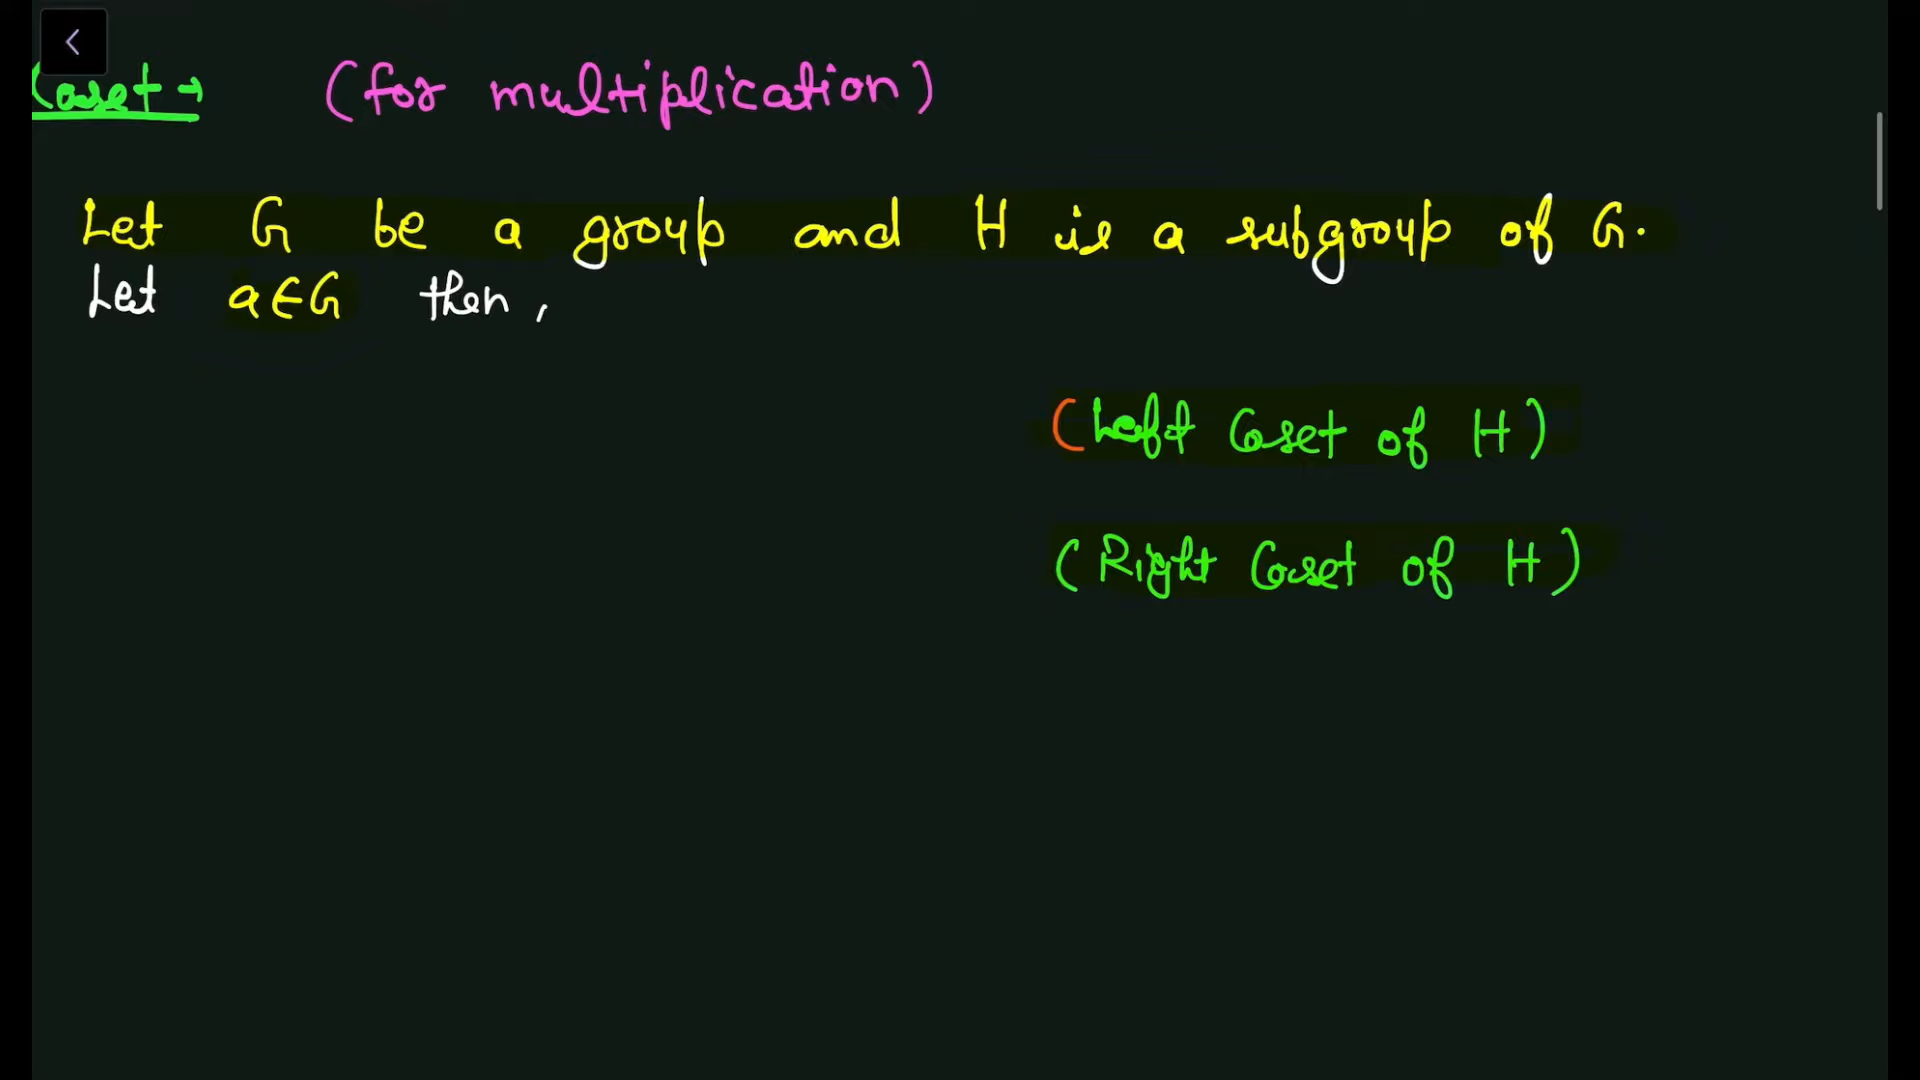 Coset →   (for multiplication)
Let G be a group and H is a subgroup of G.
Let a∈G then,
(Left Coset of H)
(Right Coset of H)